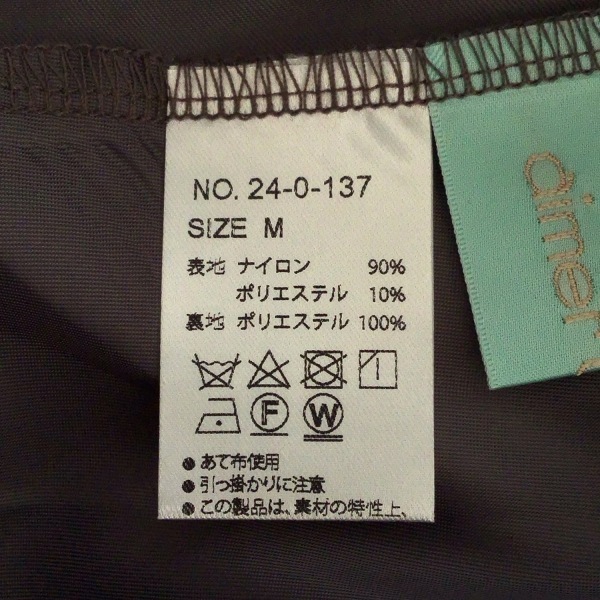 NO. 24-0-137
SIZE M
表地 ナイロン 90%
ポリエステル 10%
裏地 ポリエステル 100%
F W
●あて布使用
●引っ掛かりに注意
●この製品は、素材の特性上、
aimer